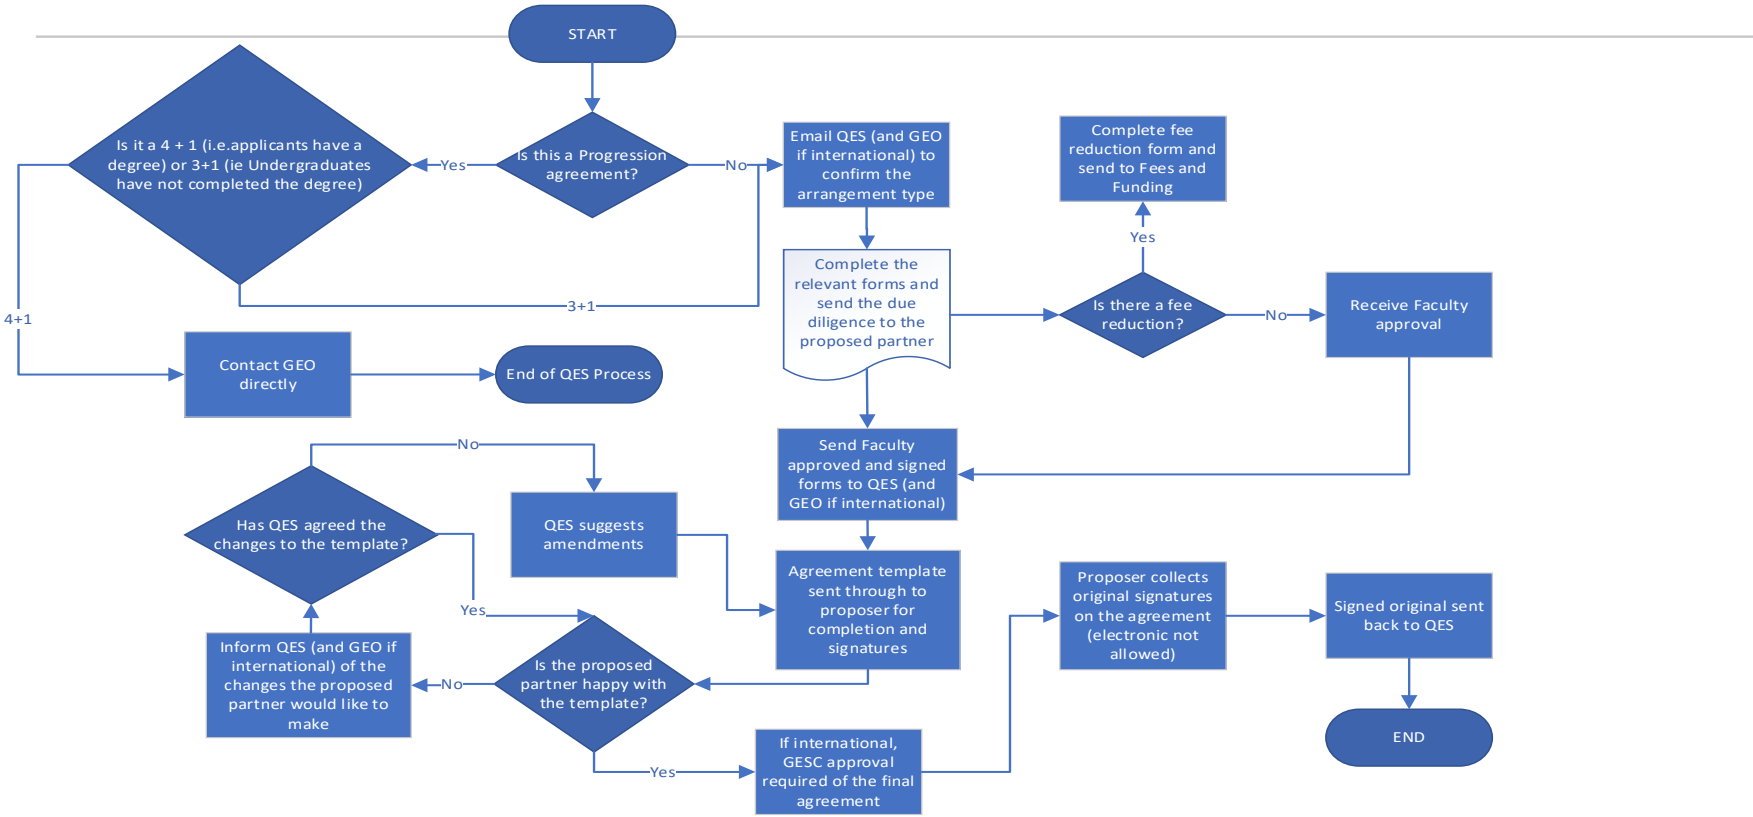 START
Is it a 4 + 1 (i.e.applicants have a
degree) or 3+1 (ie Undergraduates
have not completed the degree)
Yes
Is this a Progression
agreement?
No
Email QES (and GEO
if international) to
confirm the
arrangement type
Complete fee
reduction form and
send to Fees and
Funding
Yes
Complete the
relevant forms and
send the due
diligence to the
proposed partner
Is there a fee
reduction?
No
Receive Faculty
approval
3+1
4+1
Contact GEO
directly
End of QES Process
No
Send Faculty
approved and signed
forms to QES (and
GEO if international)
Has QES agreed the
changes to the template?
QES suggests
amendments
Agreement template
sent through to
proposer for
completion and
signatures
Proposer collects
original signatures
on the agreement
(electronic not
allowed)
Signed original sent
back to QES
Yes
Inform QES (and GEO if
international) of the
changes the proposed
partner would like to
make
No
Is the proposed
partner happy with
the template?
Yes
If international,
GESC approval
required of the final
agreement
END